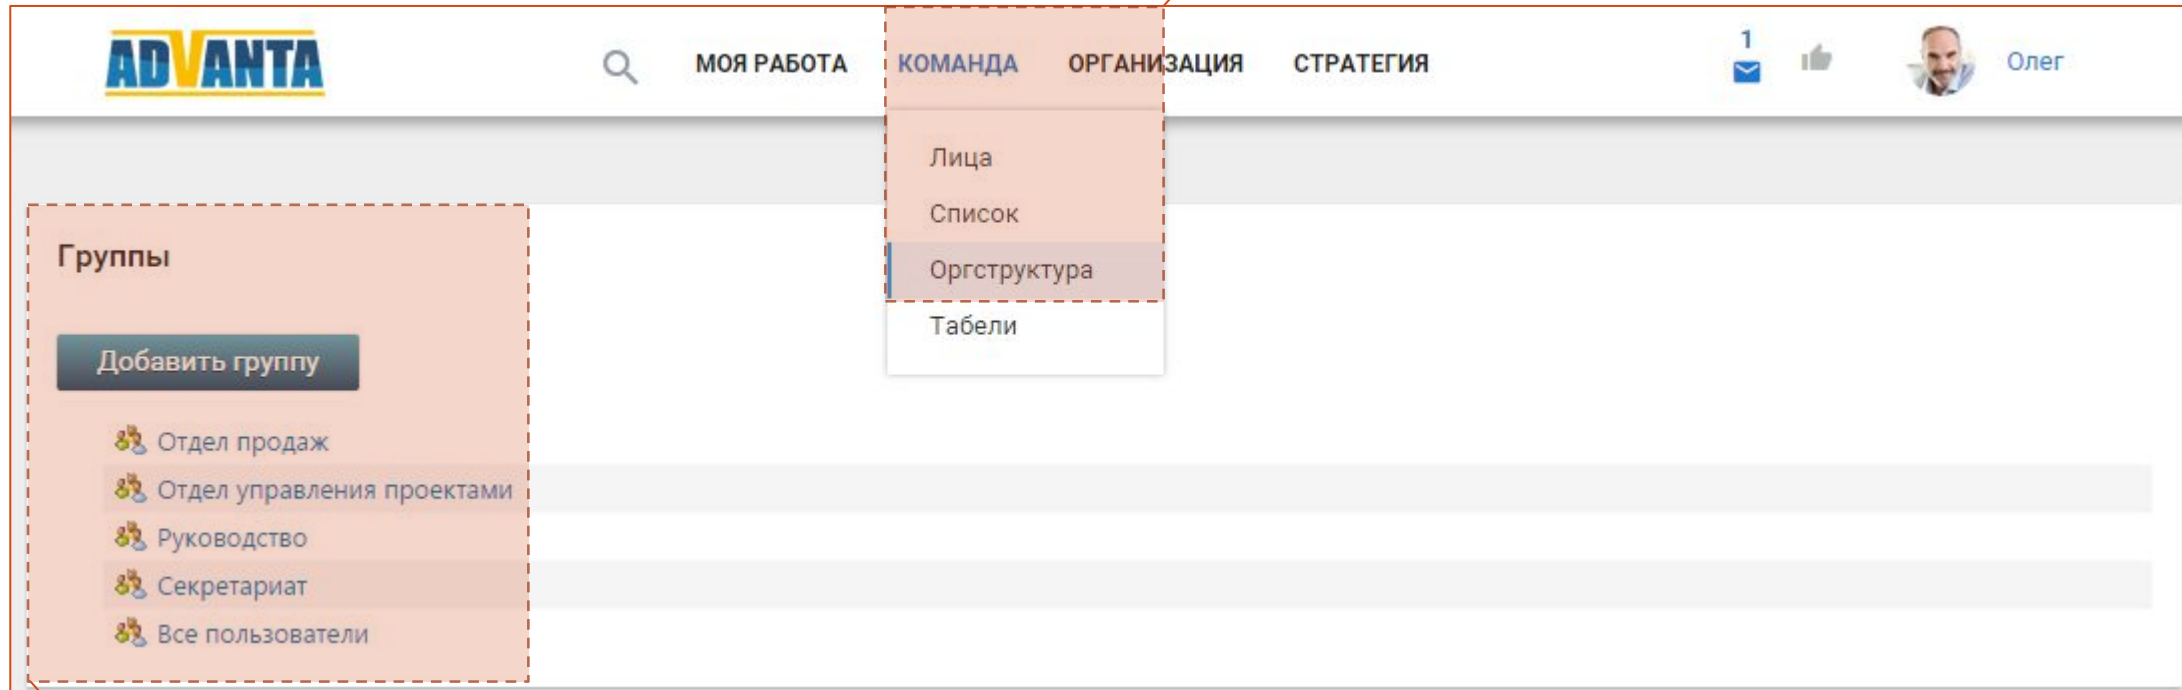 ADVANTA
МОЯ РАБОТА КОМАНДА ОРГАНИЗАЦИЯ СТРАТЕГИЯ 1 Олег
Лица
Список
Оргструктура
Табели
Группы
Добавить группу
Отдел продаж
Отдел управления проектами
Руководство
Секретариат
Все пользователи